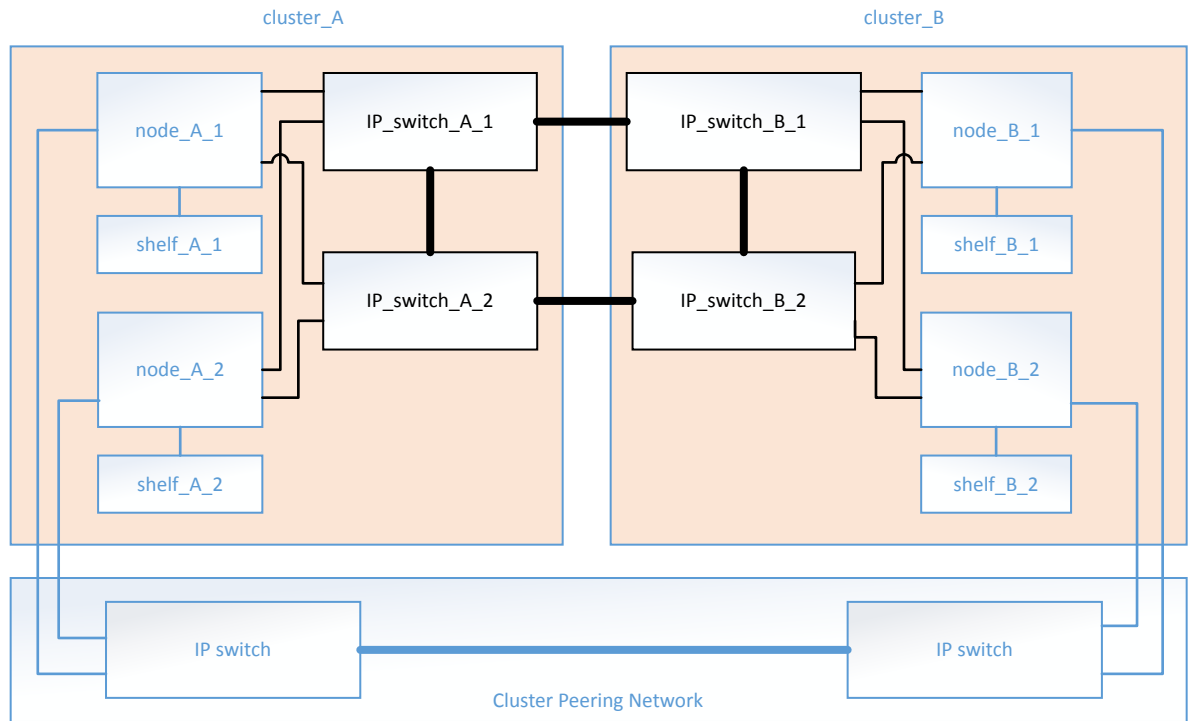 cluster_A
cluster_B
node_A_1
IP_switch_A_1
IP_switch_B_1
node_B_1
shelf_A_1
shelf_B_1
IP_switch_A_2
IP_switch_B_2
node_A_2
node_B_2
shelf_A_2
shelf_B_2
IP switch
IP switch
Cluster Peering Network